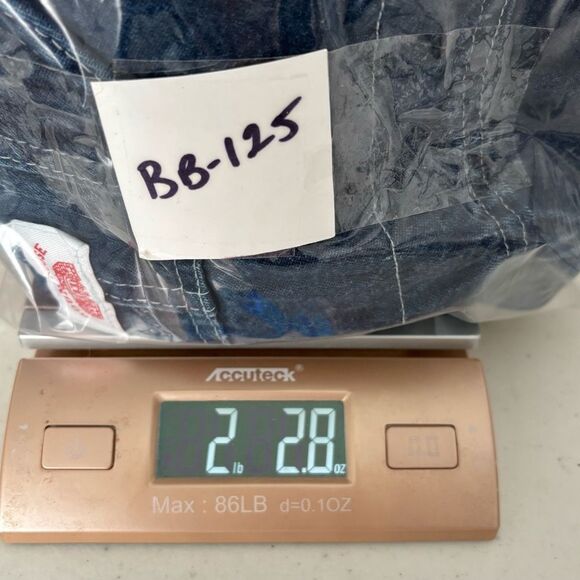 BB-125
Accuteck®
2 lb 2.8 oz
Max : 86LB d=0.1OZ